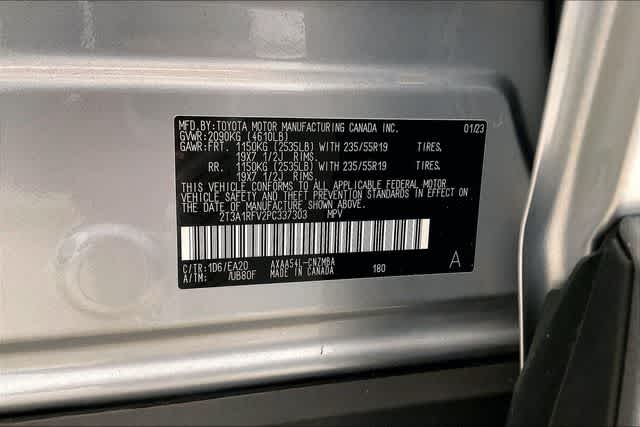 MFD.BY:TOYOTA MOTOR MANUFACTURING CANADA INC. 01/23
GVWR:2090KG (4610LB)
GAWR:FRT. 1150KG (2535LB) WITH 235/55R19 TIRES,
19X7 1/2J RIMS.
RR. 1150KG (2535LB) WITH 235/55R19 TIRES,
19X7 1/2J RIMS.
THIS VEHICLE CONFORMS TO ALL APPLICABLE FEDERAL MOTOR
VEHICLE SAFETY AND THEFT PREVENTION STANDARDS IN EFFECT ON
THE DATE OF MANUFACTURE SHOWN ABOVE.
2T3A1RFV2PC337303 MPV
C/TR:1D6/EA20 AXAA54L-CNZMBA 180 A
A/TM: /UB80F MADE IN CANADA